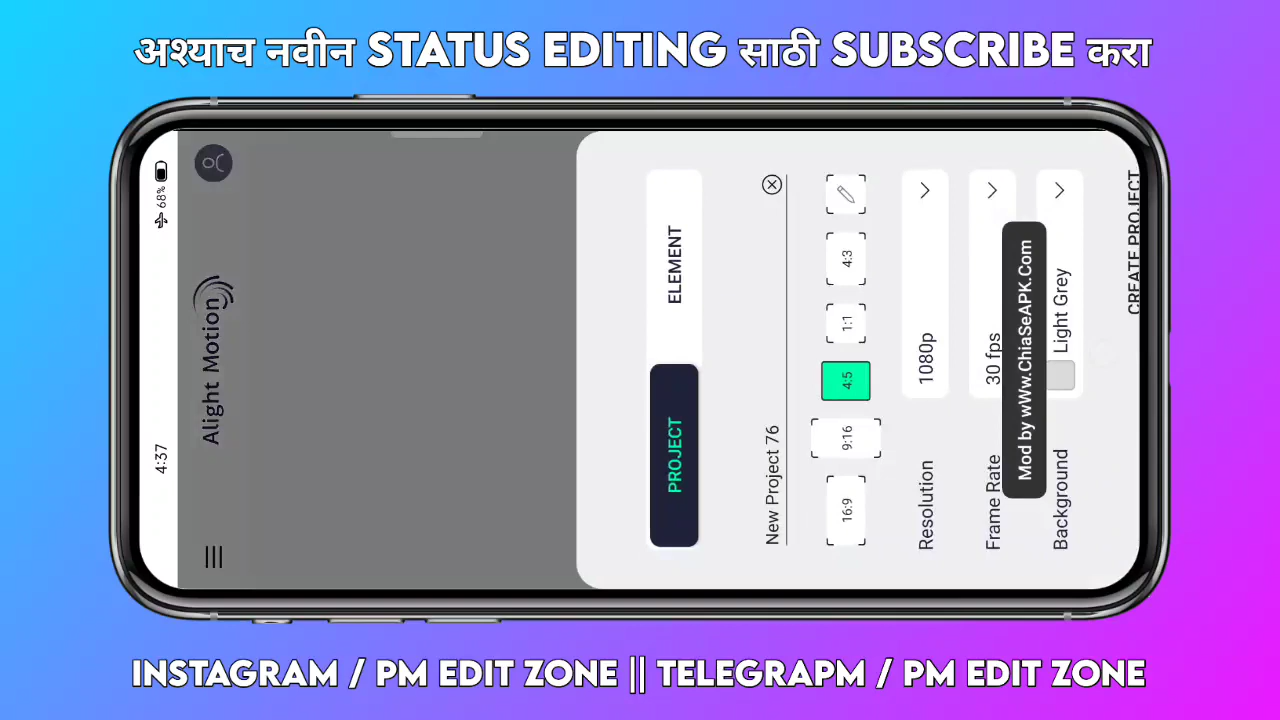 अश्याच नवीन STATUS EDITING साठी SUBSCRIBE करा
4:37
68%
Alight Motion
PROJECT
ELEMENT
New Project 76
16:9
9:16
4:5
1:1
4:3
Resolution
1080p
Frame Rate
30 fps
Mod by wWw.ChiaSeAPK.Com
Background
Light Grey
CREATE PROJECT
INSTAGRAM / PM EDIT ZONE || TELEGRAPM / PM EDIT ZONE